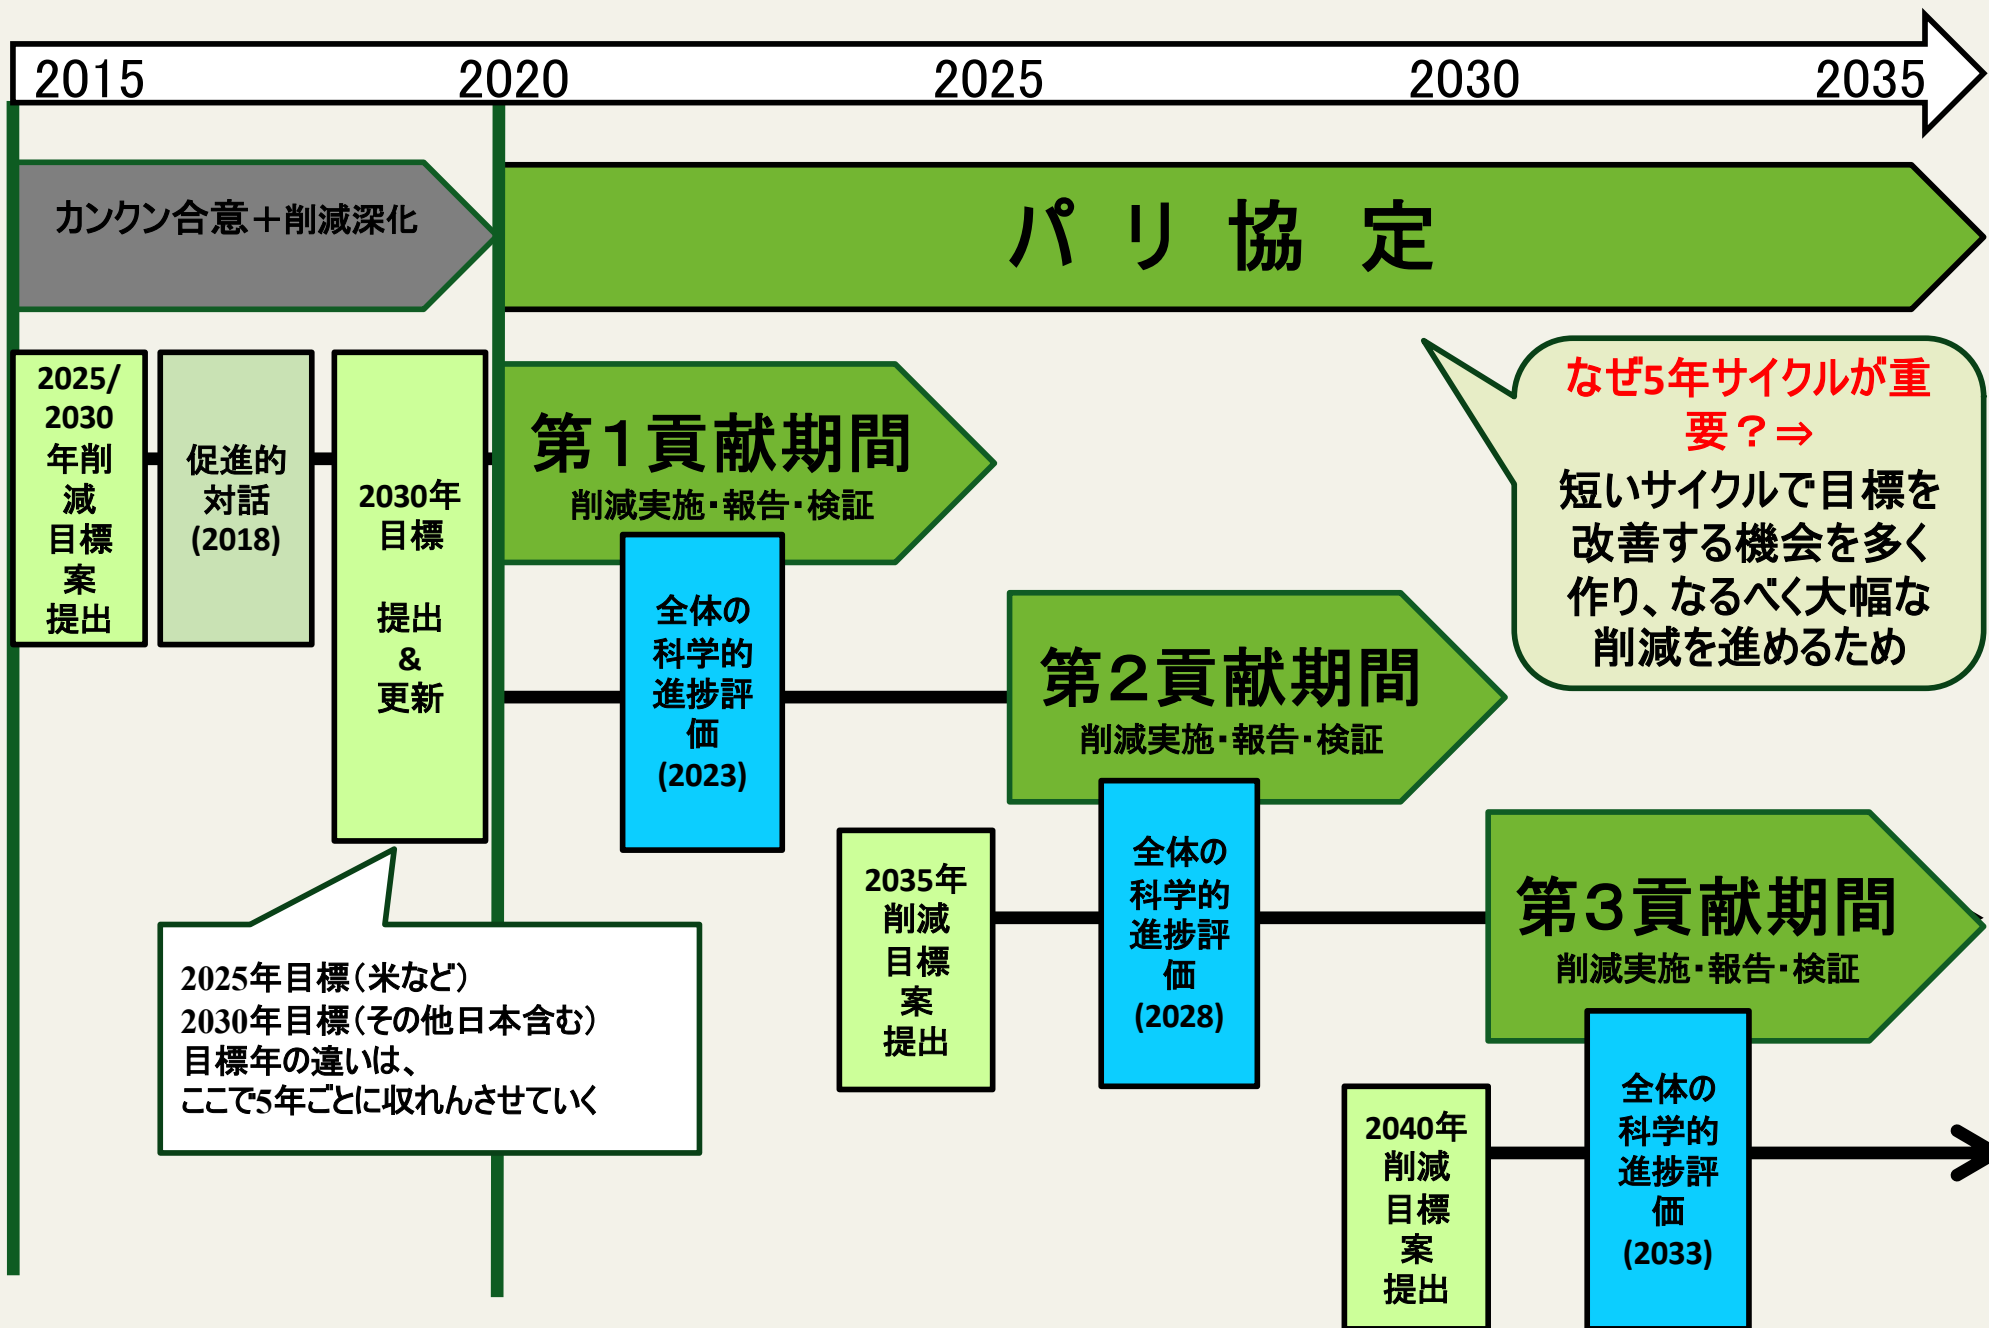 2015 2020 2025 2030 2035
カンクン合意＋削減深化
パリ協定
2025/
2030
年削
減
目標
案
提出
促進的
対話
(2018)
2030年
目標
提出
&
更新
第１貢献期間
削減実施・報告・検証
なぜ5年サイクルが重
要？⇒
短いサイクルで目標を
改善する機会を多く
作り、なるべく大幅な
削減を進めるため
全体の
科学的
進捗評
価
(2023)
第２貢献期間
削減実施・報告・検証
2035年
削減
目標
案
提出
全体の
科学的
進捗評
価
(2028)
第３貢献期間
削減実施・報告・検証
2025年目標（米など）
2030年目標（その他日本含む）
目標年の違いは、
ここで5年ごとに収れんさせていく
2040年
削減
目標
案
提出
全体の
科学的
進捗評
価
(2033)